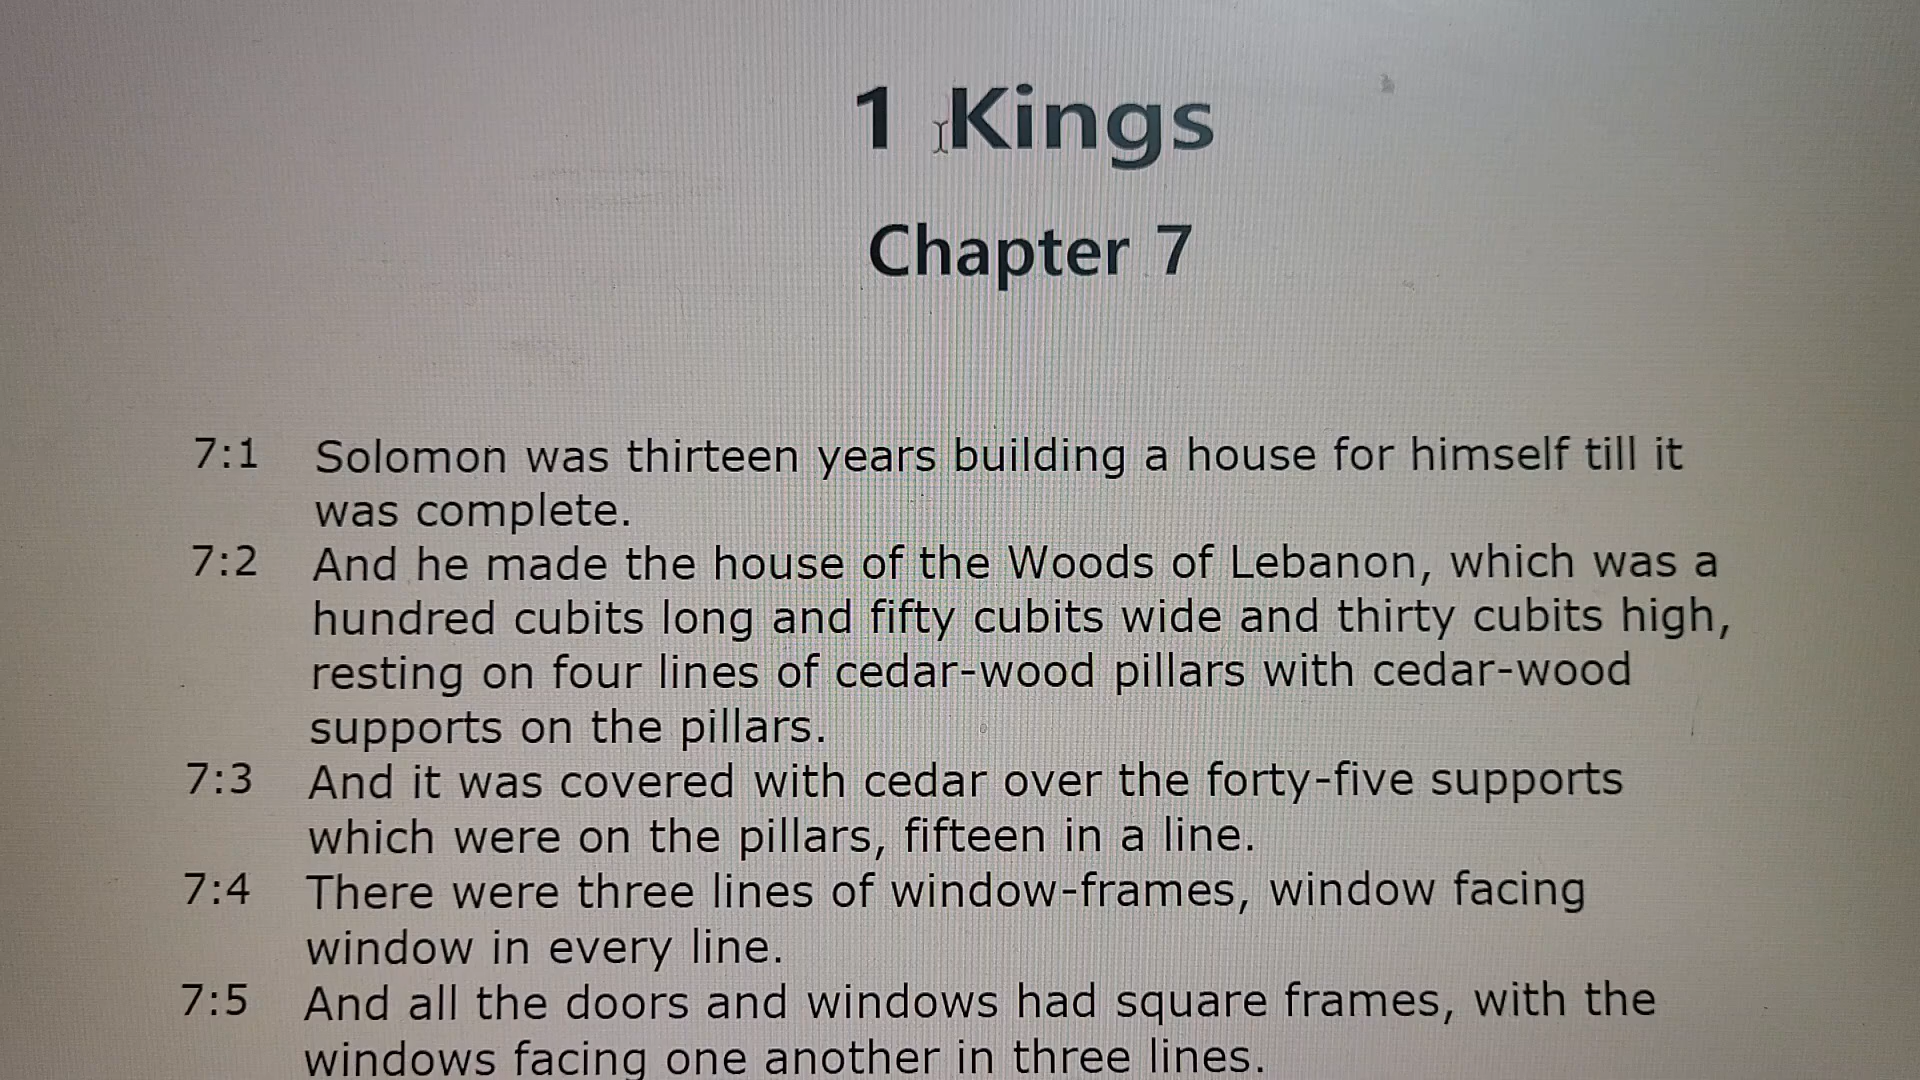 1 Kings
Chapter 7
7:1 Solomon was thirteen years building a house for himself till it
was complete.
7:2 And he made the house of the Woods of Lebanon, which was a
hundred cubits long and fifty cubits wide and thirty cubits high,
resting on four lines of cedar-wood pillars with cedar-wood
supports on the pillars.
7:3 And it was covered with cedar over the forty-five supports
which were on the pillars, fifteen in a line.
7:4 There were three lines of window-frames, window facing
window in every line.
7:5 And all the doors and windows had square frames, with the
windows facing one another in three lines.